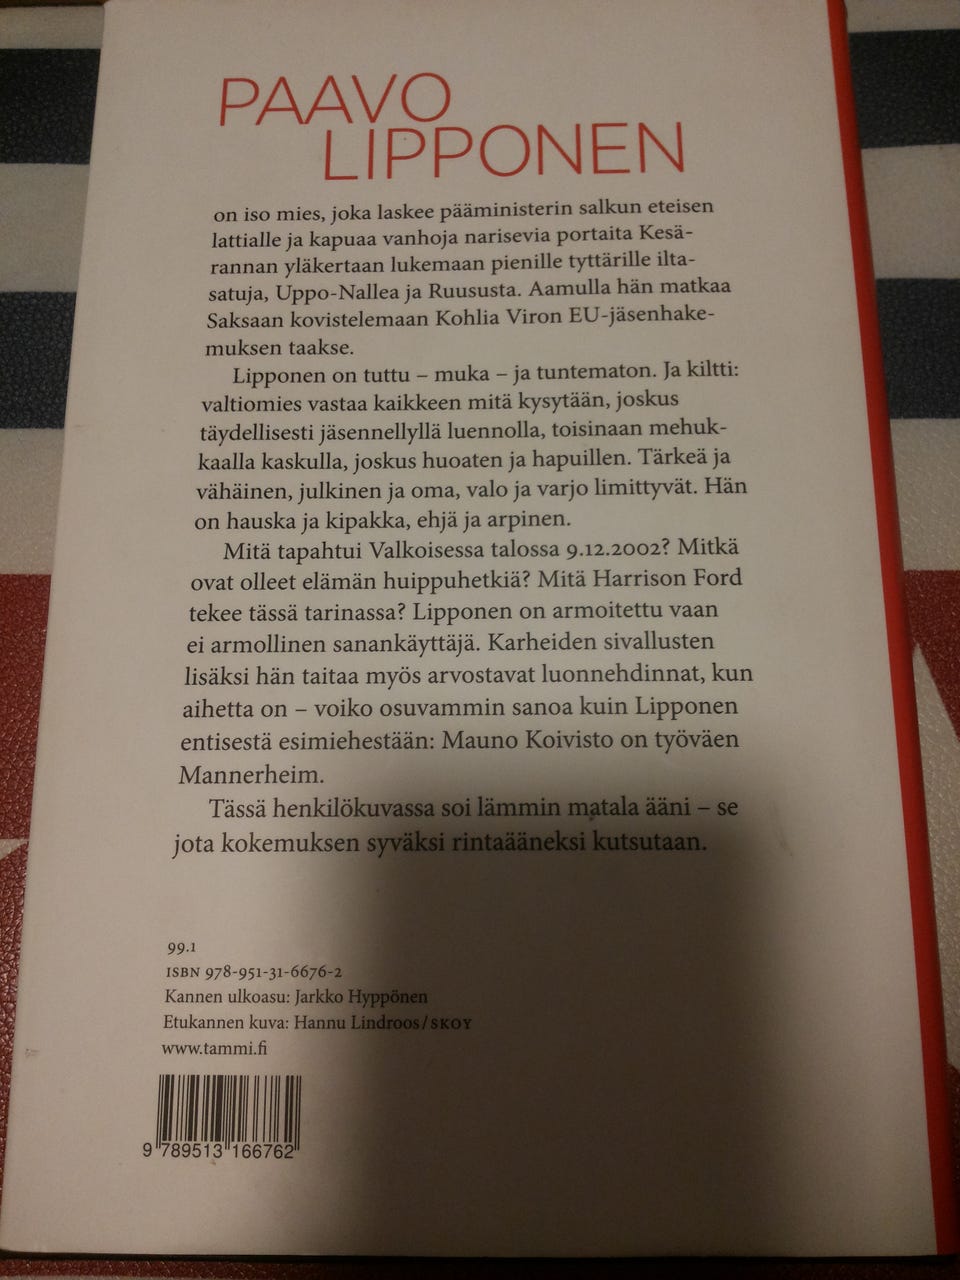 PAAVO
LIPPONEN
on iso mies, joka laskee pääministerin salkun eteisen
lattialle ja kapuaa vanhoja narisevia portaita Kesä-
rannan yläkertaan lukemaan pienille tyttärille ilta-
satuja, Uppo-Nallea ja Ruususta. Aamulla hän matkaa
Saksaan kovistelemaan Kohlia Viron EU-jäsenhake-
muksen taakse.
Lipponen on tuttu – muka – ja tuntematon. Ja kiltti:
valtiomies vastaa kaikkeen mitä kysytään, joskus
täydellisesti jäsennellyllä luennolla, toisinaan mehuk-
kaalla kaskulla, joskus huoaten ja hapuillen. Tärkeä ja
vähäinen, julkinen ja oma, valo ja varjo limittyvät. Hän
on hauska ja kipakka, ehjä ja arpinen.
Mitä tapahtui Valkoisessa talossa 9.12.2002? Mitkä
ovat olleet elämän huippuhetkiä? Mitä Harrison Ford
tekee tässä tarinassa? Lipponen on armoitettu vaan
ei armollinen sanankäyttäjä. Karheiden sivallusten
lisäksi hän taitaa myös arvostavat luonnehdinnat, kun
aihetta on – voiko osuvammin sanoa kuin Lipponen
entisestä esimiehestään: Mauno Koivisto on työväen
Mannerheim.
Tässä henkilökuvassa soi lämmin matala ääni – se
jota kokemuksen syväksi rintaääneksi kutsutaan.
99.1
ISBN 978-951-31-6676-2
Kannen ulkoasu: Jarkko Hyppönen
Etukannen kuva: Hannu Lindroos/SKOY
www.tammi.fi
9 789513 166762